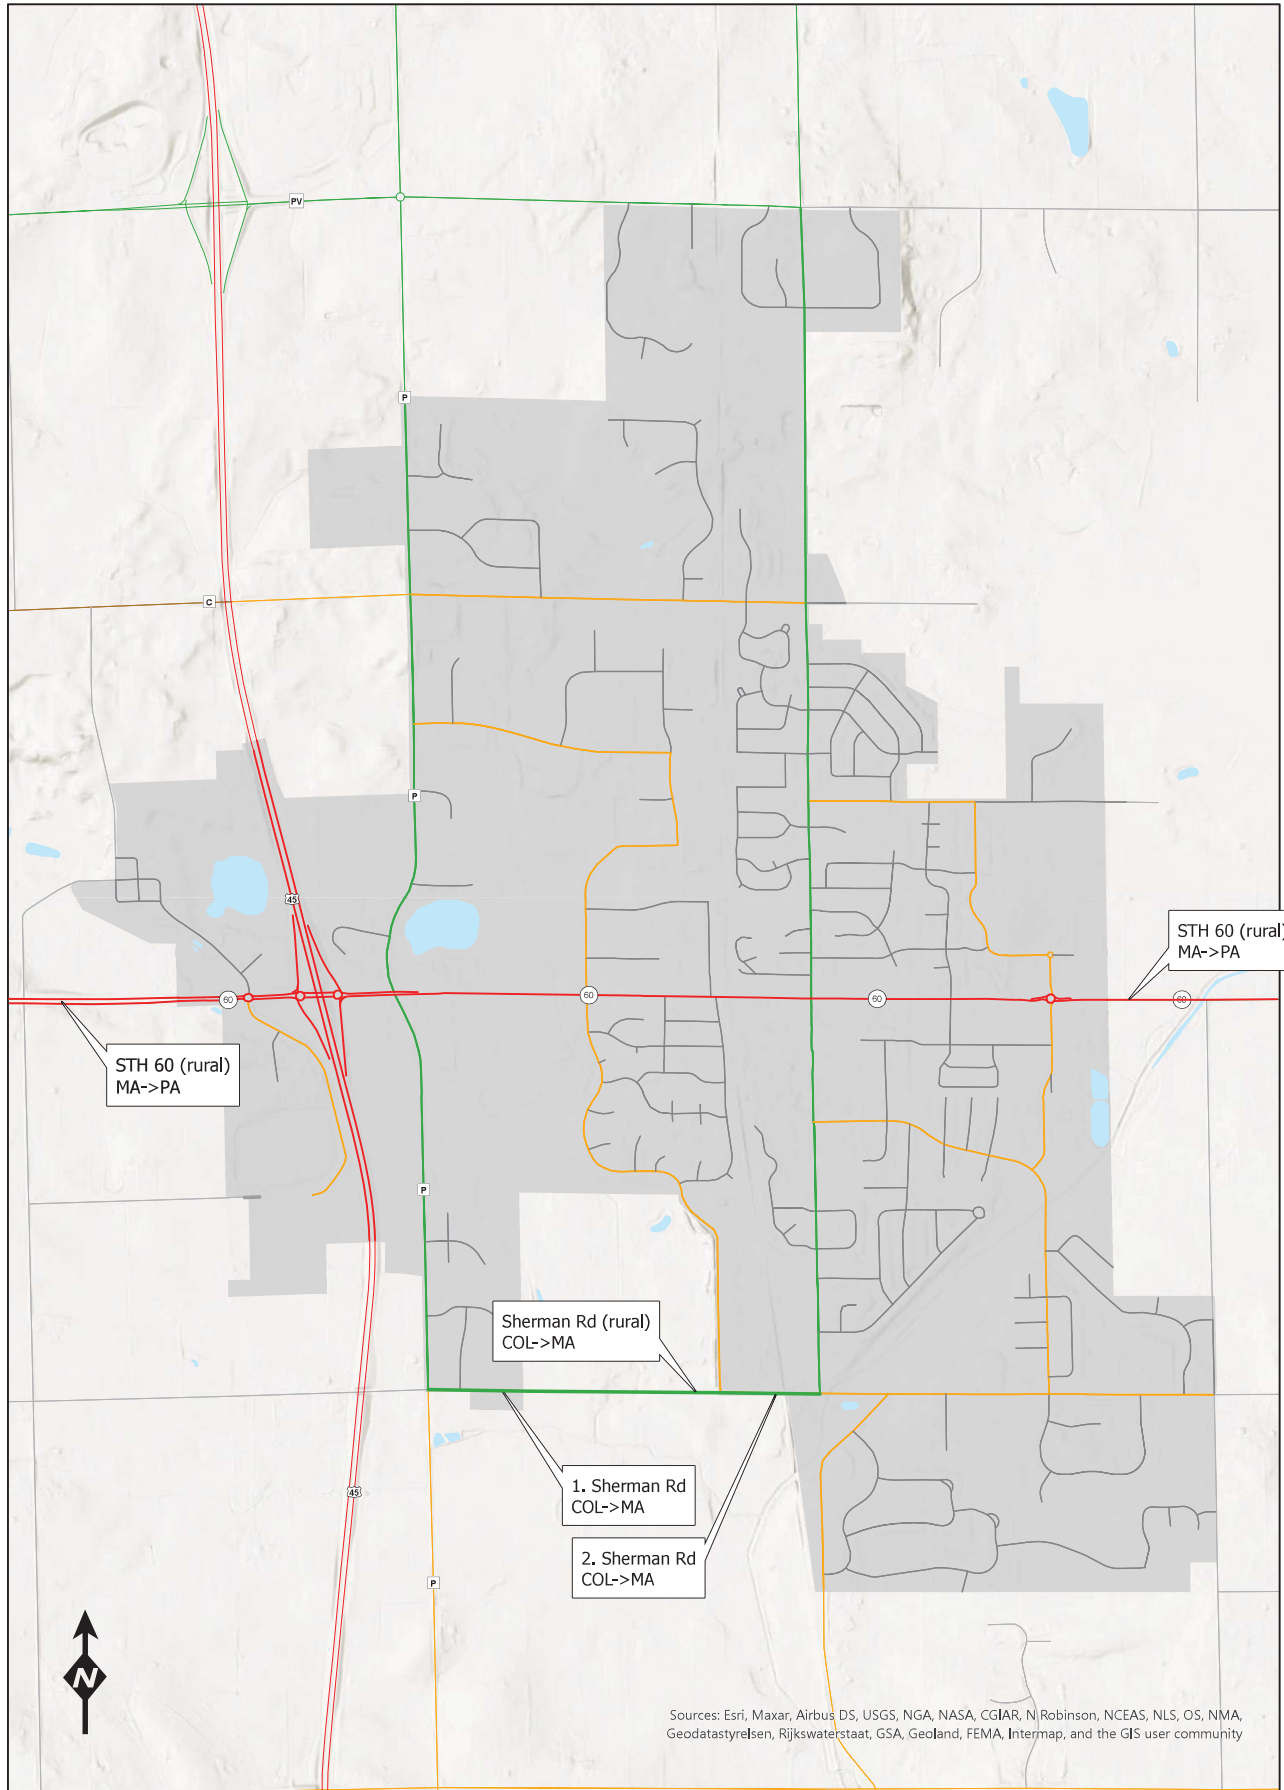 PV
P
C
P
45
STH 60 (rural)
MA->PA
60
60
60
60
STH 60 (rural)
MA->PA
P
Sherman Rd (rural)
COL->MA
1. Sherman Rd
COL->MA
45
2. Sherman Rd
COL->MA
P
N
Sources: Esri, Maxar, Airbus DS, USGS, NGA, NASA, CGIAR, N Robinson, NCEAS, NLS, OS, NMA,
Geodatastyrelsen, Rijkswaterstaat, GSA, Geoland, FEMA, Intermap, and the GIS user community